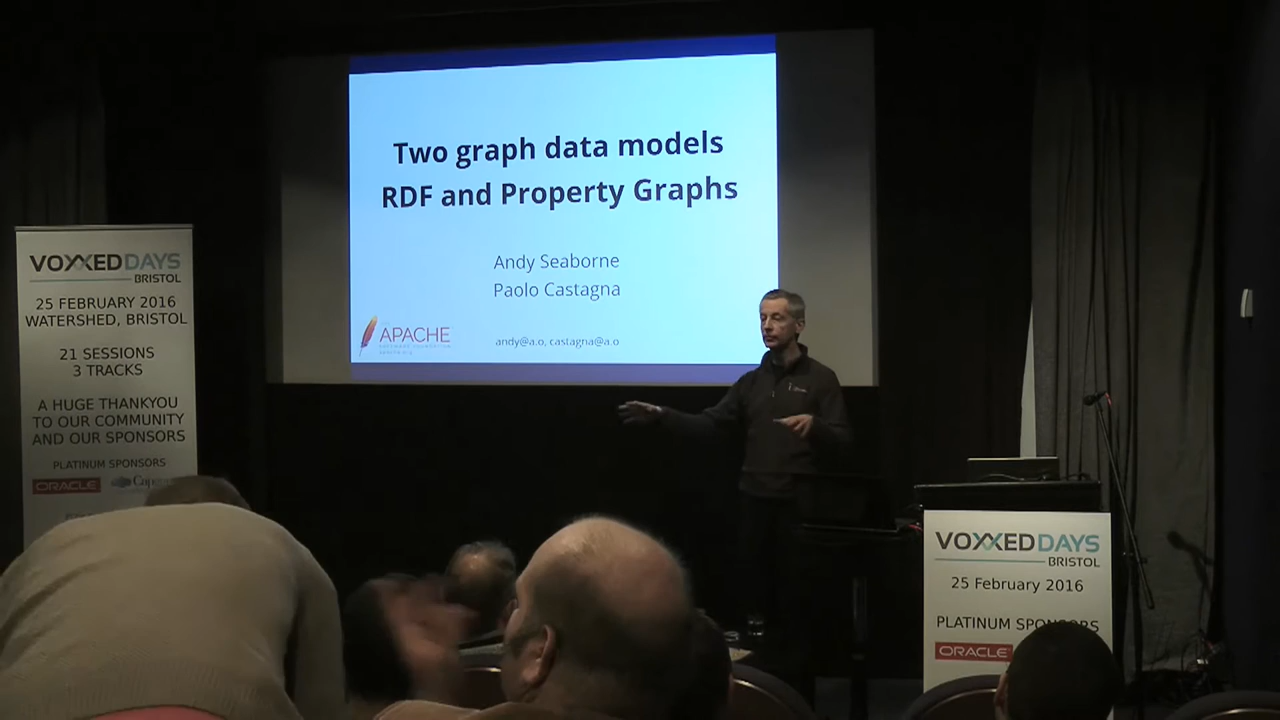 Two graph data models
RDF and Property Graphs
Andy Seaborne
Paolo Castagna
APACHE
andy@a.o, castagna@a.o
VOXXED DAYS
BRISTOL
25 FEBRUARY 2016
WATERSHED, BRISTOL
21 SESSIONS
3 TRACKS
A HUGE THANKYOU
TO OUR COMMUNITY
AND OUR SPONSORS
PLATINUM SPONSORS
ORACLE
VOXXED DAYS
BRISTOL
25 February 2016
PLATINUM SPONSORS
ORACLE